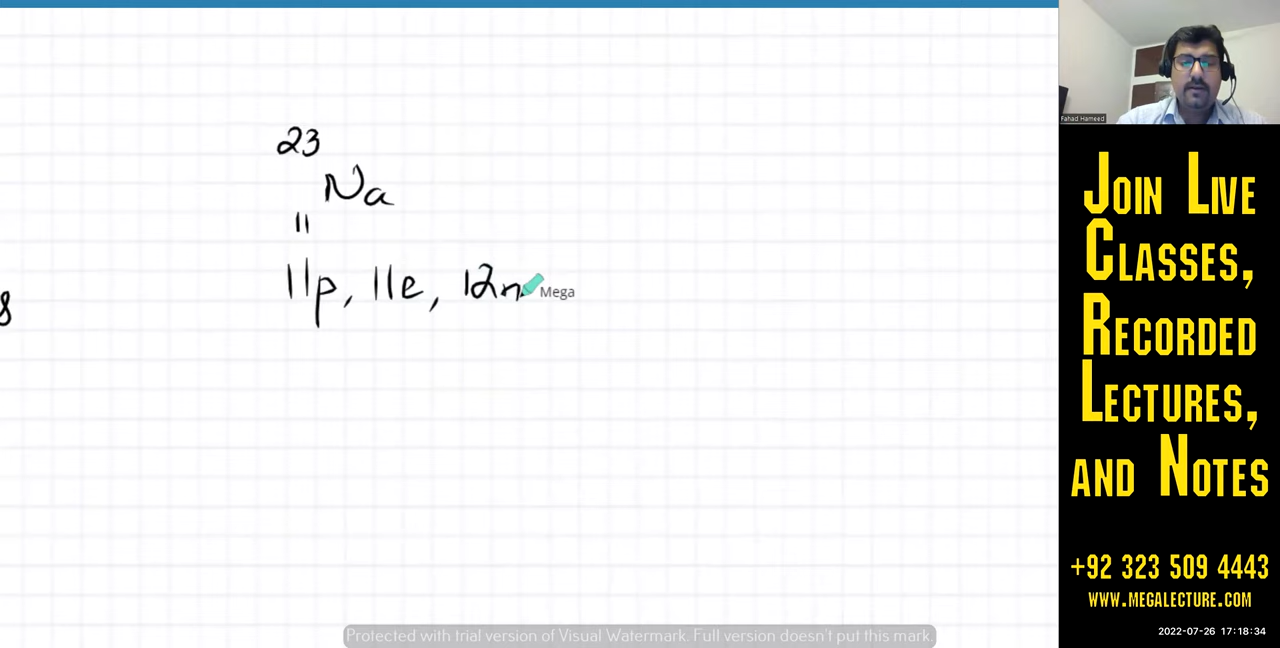 23
Na
11
11p, 11e, 12n
Mega
8
Fahad Hameed
JOIN LIVE
CLASSES,
RECORDED
LECTURES,
AND NOTES
+92 323 509 4443
WWW.MEGALECTURE.COM
2022-07-26 17:18:34
Protected with trial version of Visual Watermark. Full version doesn't put this mark.